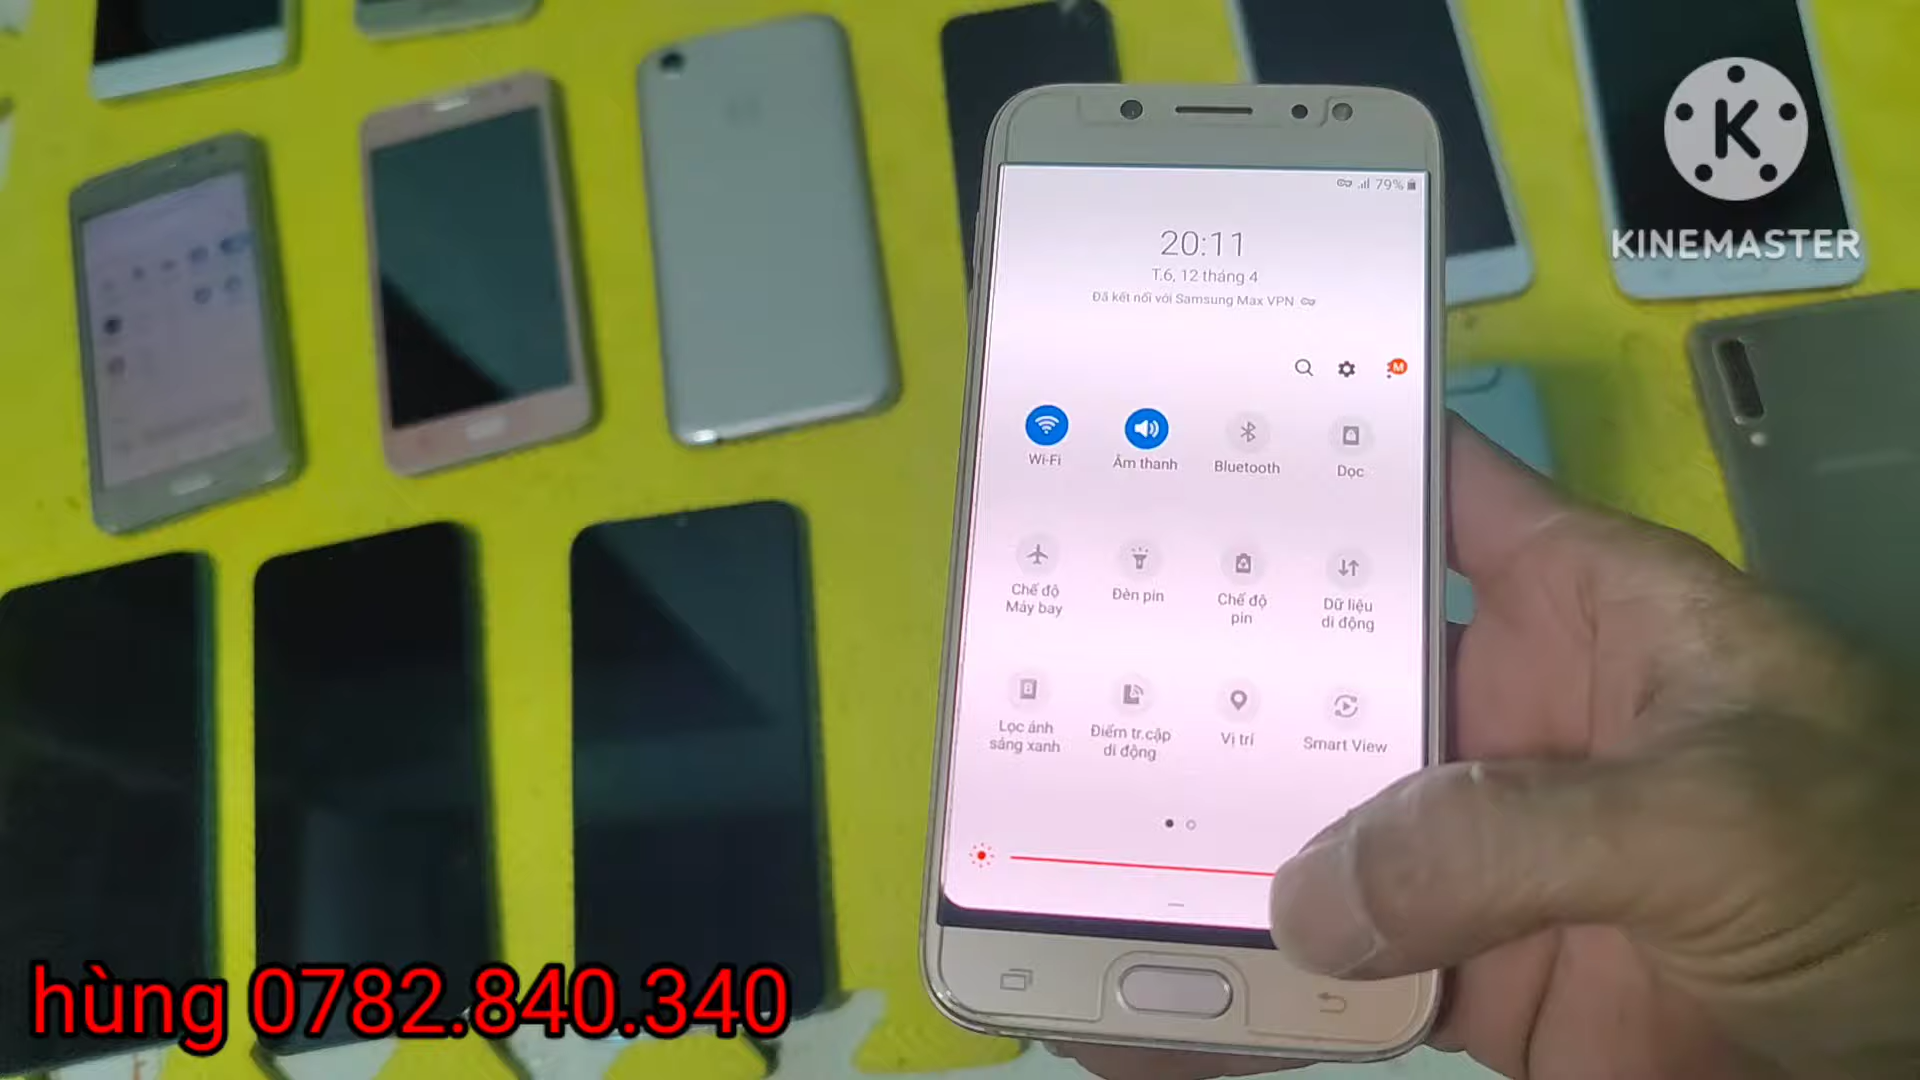 K
KINEMASTER
79%
20:11
T.6, 12 tháng 4
Đã kết nối với Samsung Max VPN
M
Wi-Fi
Âm thanh
Bluetooth
Dọc
Chế độ
Máy bay
Đèn pin
Chế độ
pin
Dữ liệu
di động
Lọc ánh
sáng xanh
Điểm tr.cập
di động
Vị trí
Smart View
hùng 0782.840.340